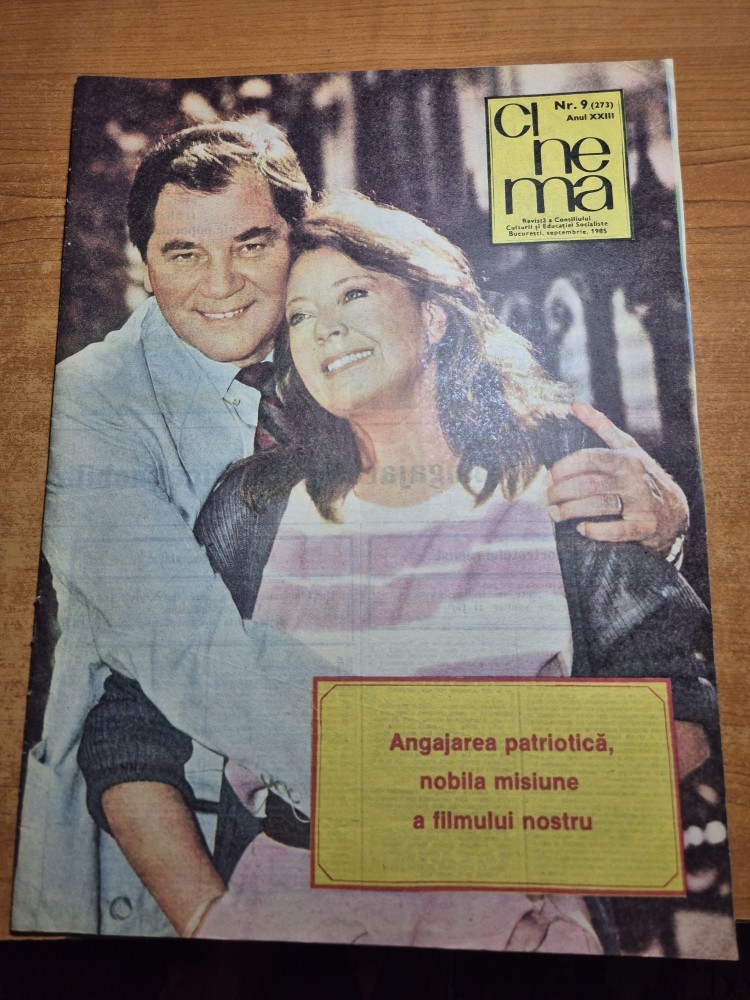 CI
ne
ma
Nr. 9 (273)
Anul XXIII
Revistă a Consiliului
Culturii și Educației Socialiste
București, septembrie, 1985
Angajarea patriotică,
nobila misiune
a filmului nostru